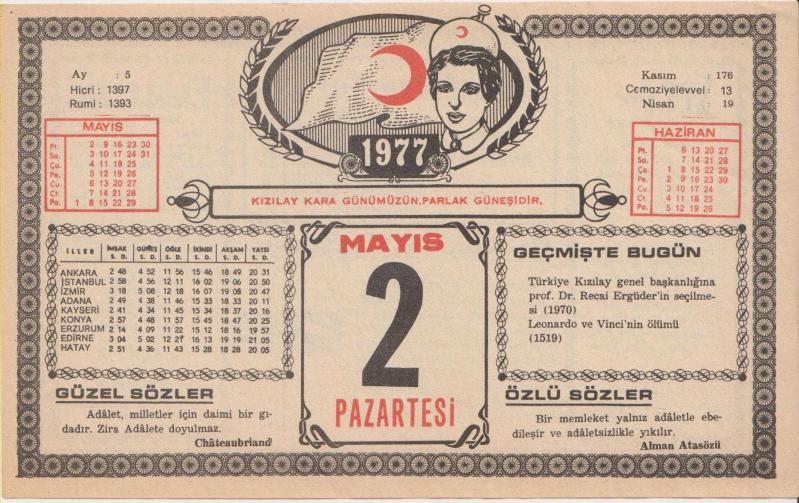 Ay : 5
Hicri : 1397
Rumi : 1393
MAYIS
Pt. 2 9 16 23 30
Sa. 3 10 17 24 31
Ça. 4 11 18 25
Pe. 5 12 19 26
Cu. 6 13 20 27
Ct. 7 14 21 28
Pa. 1 8 15 22 29
1977
KIZILAY KARA GÜNÜMÜZÜN, PARLAK GÜNEŞİDİR.
Kasım : 176
Cemaziyelevvel : 13
Nisan : 19
HAZİRAN
Pt. 6 13 20 27
Sa. 7 14 21 28
Ça. 1 8 15 22 29
Pe. 2 9 16 23 30
Cu. 3 10 17 24
Ct. 4 11 18 25
Pa. 5 12 19 26
İLLER İMSAK GÜNEŞ ÖĞLE İKİNDİ AKŞAM YATSI
S. D. S. D. S. D. S. D. S. D. S. D.
ANKARA 2 48 4 52 11 56 15 46 18 49 20 31
İSTANBUL 2 58 4 56 12 11 16 02 19 06 20 50
İZMİR 3 18 5 08 12 18 16 07 19 08 20 47
ADANA 2 49 4 38 11 46 15 33 18 33 20 11
KAYSERİ 2 41 4 34 11 45 15 34 18 37 20 16
KONYA 2 57 4 48 11 57 15 45 18 47 20 25
ERZURUM 2 14 4 09 11 22 15 12 18 16 19 57
EDİRNE 3 04 5 02 12 21 16 19 19 21 05
HATAY 2 51 4 36 11 43 15 28 18 28 20 05
GÜZEL SÖZLER
Adâlet, milletler için daimi bir gı-
dadır. Zira Adâlete doyulmaz.
Châteaubriand
MAYIS
2
PAZARTESİ
GEÇMİŞTE BUGÜN
Türkiye Kızılay genel başkanlığına
prof. Dr. Recai Ergüder'in seçilme-
si (1970)
Leonardo ve Vinci'nin ölümü
(1519)
ÖZLÜ SÖZLER
Bir memleket yalnız adâletle ebe-
dileşir ve adâletsizlikle yıkılır.
Alman Atasözü